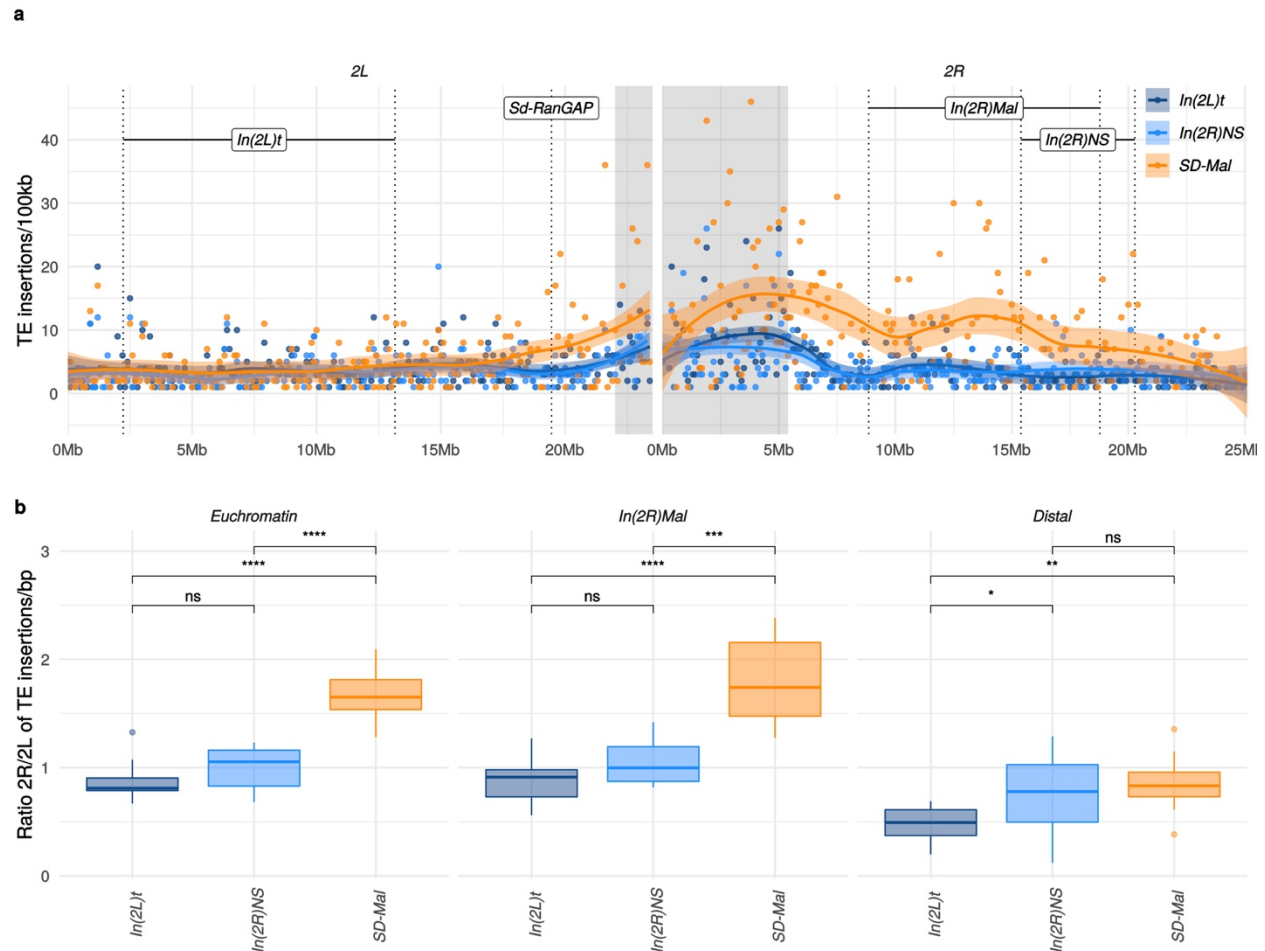 a
2L
2R
Sd-RanGAP
In(2R)Mal
In(2L)t
In(2R)NS
In(2L)t
In(2R)NS
SD-Mal
TE insertions/100kb
40
30
20
10
0
0Mb
5Mb
10Mb
15Mb
20Mb
0Mb
5Mb
10Mb
15Mb
20Mb
25M
b
Euchromatin
In(2R)Mal
Distal
Ratio 2R/2L of TE insertions/bp
3
2
1
0
****
****
ns
***
****
ns
ns
**
*
In(2L)t
In(2R)NS
SD-Mal
In(2L)t
In(2R)NS
SD-Mal
In(2L)t
In(2R)NS
SD-Mal